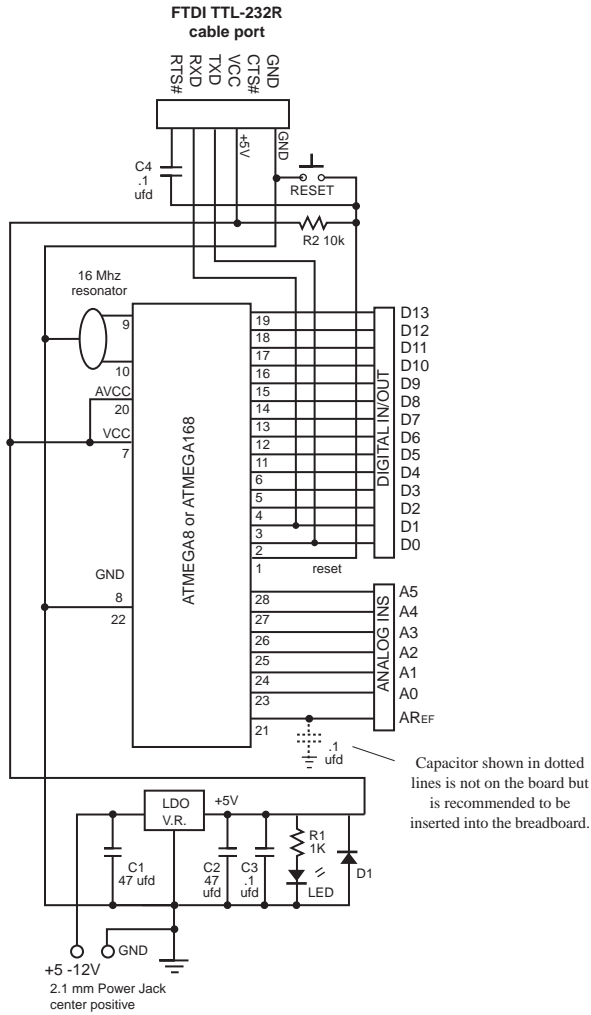 FTDI TTL-232R
cable port
RTS#
RXD
TXD
VCC
CTS#
GND
+5V
GND
C4
.1
ufd
RESET
R2 10k
16 Mhz
resonator
9
10
AVCC
20
VCC
7
GND
8
22
ATMEGA8 or ATMEGA168
19
18
17
16
15
14
13
12
11
6
5
4
3
2
1
reset
DIGITAL IN/OUT
D13
D12
D11
D10
D9
D8
D7
D6
D5
D4
D3
D2
D1
D0
28
27
26
25
24
23
21
ANALOG INS
A5
A4
A3
A2
A1
A0
AREF
.1
ufd
Capacitor shown in dotted
lines is not on the board but
is recommended to be
inserted into the breadboard.
LDO
V.R.
+5V
C1
47 ufd
C2
47
ufd
C3
.1
ufd
R1
1K
LED
D1
GND
+5 -12V
2.1 mm Power Jack
center positive